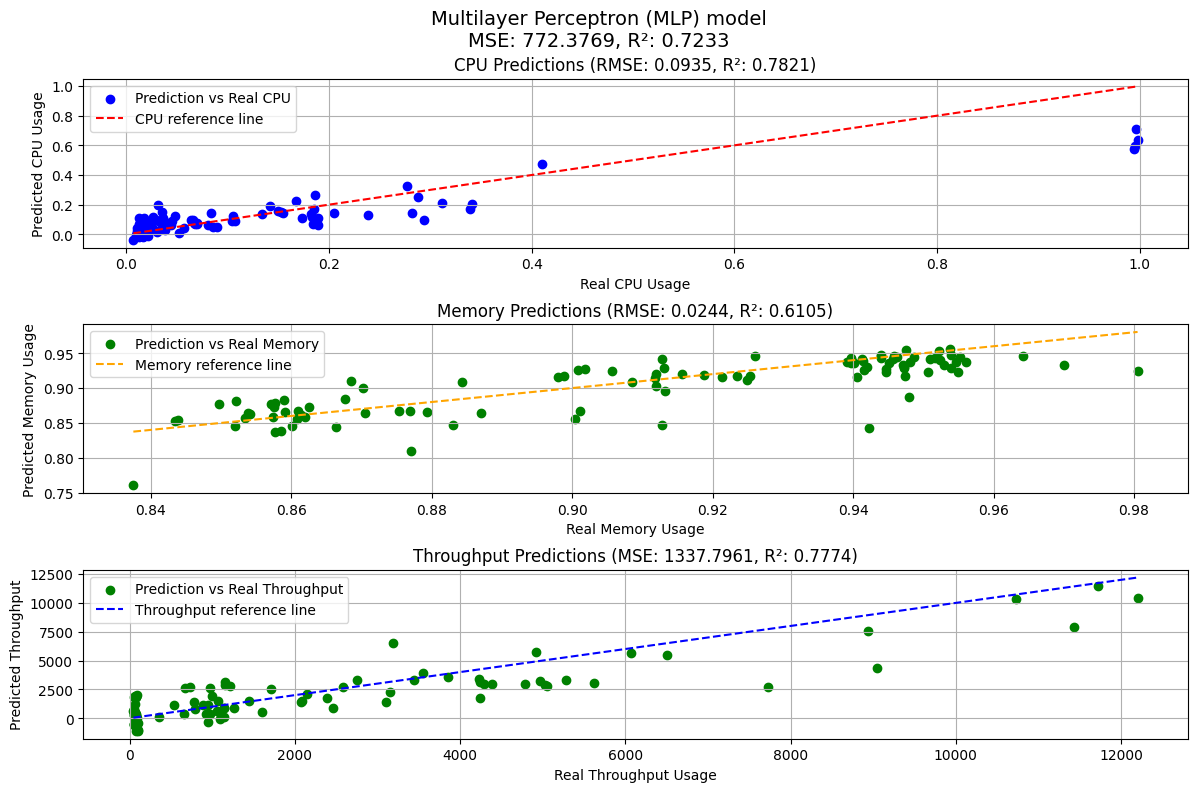 Multilayer Perceptron (MLP) model
MSE: 772.3769, R²: 0.7233
CPU Predictions (RMSE: 0.0935, R²: 0.7821)
Predicted CPU Usage
1.0
0.8
0.6
0.4
0.2
0.0
Prediction vs Real CPU
CPU reference line
0.0 0.2 0.4 0.6 0.8 1.0
Real CPU Usage
Memory Predictions (RMSE: 0.0244, R²: 0.6105)
Predicted Memory Usage
0.95
0.90
0.85
0.80
0.75
Prediction vs Real Memory
Memory reference line
0.84 0.86 0.88 0.90 0.92 0.94 0.96 0.98
Real Memory Usage
Throughput Predictions (MSE: 1337.7961, R²: 0.7774)
Predicted Throughput
12500
10000
7500
5000
2500
0
Prediction vs Real Throughput
Throughput reference line
0 2000 4000 6000 8000 10000 12000
Real Throughput Usage